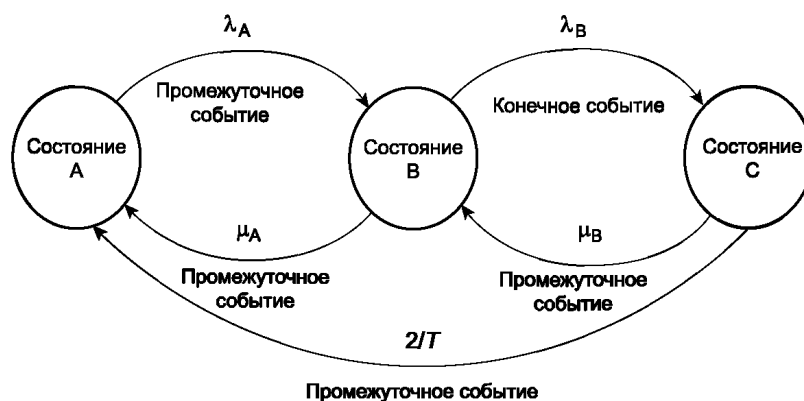 λA
λB
Промежуточное
событие
Конечное событие
Состояние
A
Состояние
B
Состояние
C
μA
μB
Промежуточное
событие
Промежуточное
событие
2/T
Промежуточное событие